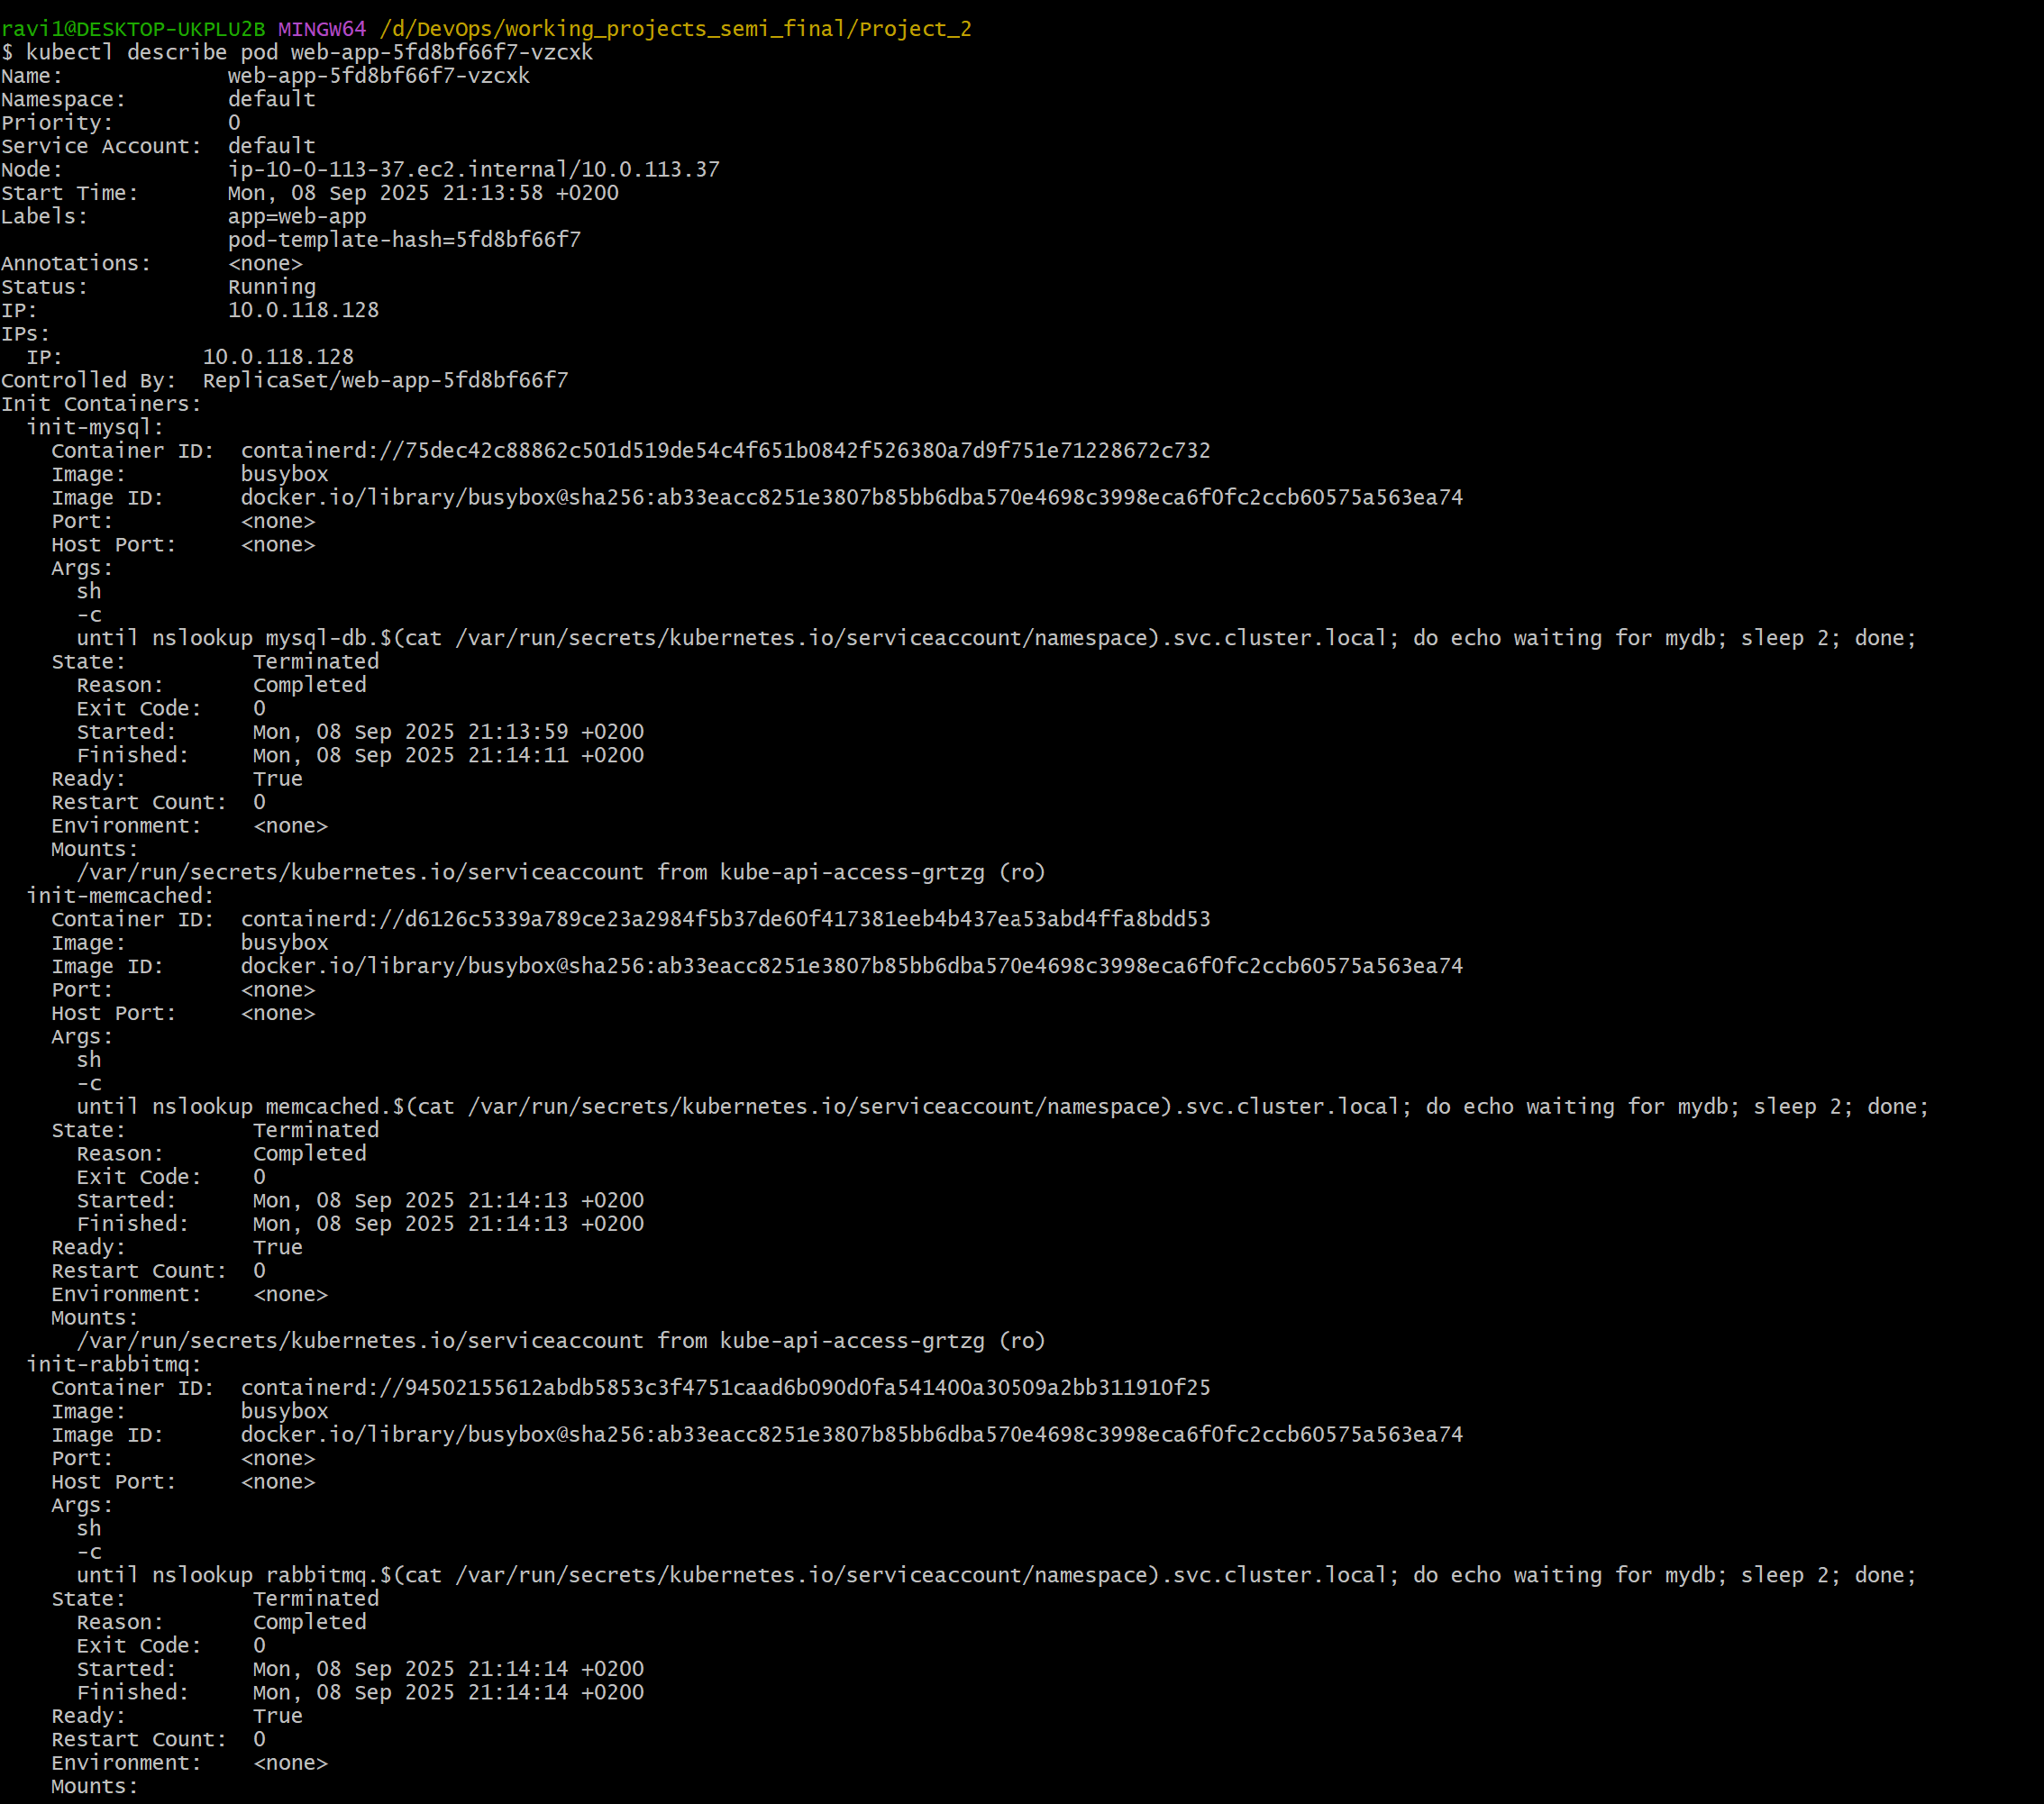 ravi1@DESKTOP-UKPLU2B MINGW64 /d/DevOps/working_projects_semi_final/Project_2
$ kubectl describe pod web-app-5fd8bf66f7-vzcxk
Name:             web-app-5fd8bf66f7-vzcxk
Namespace:        default
Priority:         0
Service Account:  default
Node:             ip-10-0-113-37.ec2.internal/10.0.113.37
Start Time:       Mon, 08 Sep 2025 21:13:58 +0200
Labels:           app=web-app
                  pod-template-hash=5fd8bf66f7
Annotations:      <none>
Status:           Running
IP:               10.0.118.128
IPs:
  IP:           10.0.118.128
Controlled By:  ReplicaSet/web-app-5fd8bf66f7
Init Containers:
  init-mysql:
    Container ID:  containerd://75dec42c88862c501d519de54c4f651b0842f526380a7d9f751e71228672c732
    Image:         busybox
    Image ID:      docker.io/library/busybox@sha256:ab33eacc8251e3807b85bb6dba570e4698c3998eca6f0fc2ccb60575a563ea74
    Port:          <none>
    Host Port:     <none>
    Args:
      sh
      -c
      until nslookup mysql-db.$(cat /var/run/secrets/kubernetes.io/serviceaccount/namespace).svc.cluster.local; do echo waiting for mydb; sleep 2; done;
    State:          Terminated
      Reason:       Completed
      Exit Code:    0
      Started:      Mon, 08 Sep 2025 21:13:59 +0200
      Finished:     Mon, 08 Sep 2025 21:14:11 +0200
    Ready:          True
    Restart Count:  0
    Environment:    <none>
    Mounts:
      /var/run/secrets/kubernetes.io/serviceaccount from kube-api-access-grtzg (ro)
  init-memcached:
    Container ID:  containerd://d6126c5339a789ce23a2984f5b37de60f417381eeb4b437ea53abd4ffa8bdd53
    Image:         busybox
    Image ID:      docker.io/library/busybox@sha256:ab33eacc8251e3807b85bb6dba570e4698c3998eca6f0fc2ccb60575a563ea74
    Port:          <none>
    Host Port:     <none>
    Args:
      sh
      -c
      until nslookup memcached.$(cat /var/run/secrets/kubernetes.io/serviceaccount/namespace).svc.cluster.local; do echo waiting for mydb; sleep 2; done;
    State:          Terminated
      Reason:       Completed
      Exit Code:    0
      Started:      Mon, 08 Sep 2025 21:14:13 +0200
      Finished:     Mon, 08 Sep 2025 21:14:13 +0200
    Ready:          True
    Restart Count:  0
    Environment:    <none>
    Mounts:
      /var/run/secrets/kubernetes.io/serviceaccount from kube-api-access-grtzg (ro)
  init-rabbitmq:
    Container ID:  containerd://94502155612abdb5853c3f4751caad6b090d0fa541400a30509a2bb311910f25
    Image:         busybox
    Image ID:      docker.io/library/busybox@sha256:ab33eacc8251e3807b85bb6dba570e4698c3998eca6f0fc2ccb60575a563ea74
    Port:          <none>
    Host Port:     <none>
    Args:
      sh
      -c
      until nslookup rabbitmq.$(cat /var/run/secrets/kubernetes.io/serviceaccount/namespace).svc.cluster.local; do echo waiting for mydb; sleep 2; done;
    State:          Terminated
      Reason:       Completed
      Exit Code:    0
      Started:      Mon, 08 Sep 2025 21:14:14 +0200
      Finished:     Mon, 08 Sep 2025 21:14:14 +0200
    Ready:          True
    Restart Count:  0
    Environment:    <none>
    Mounts: